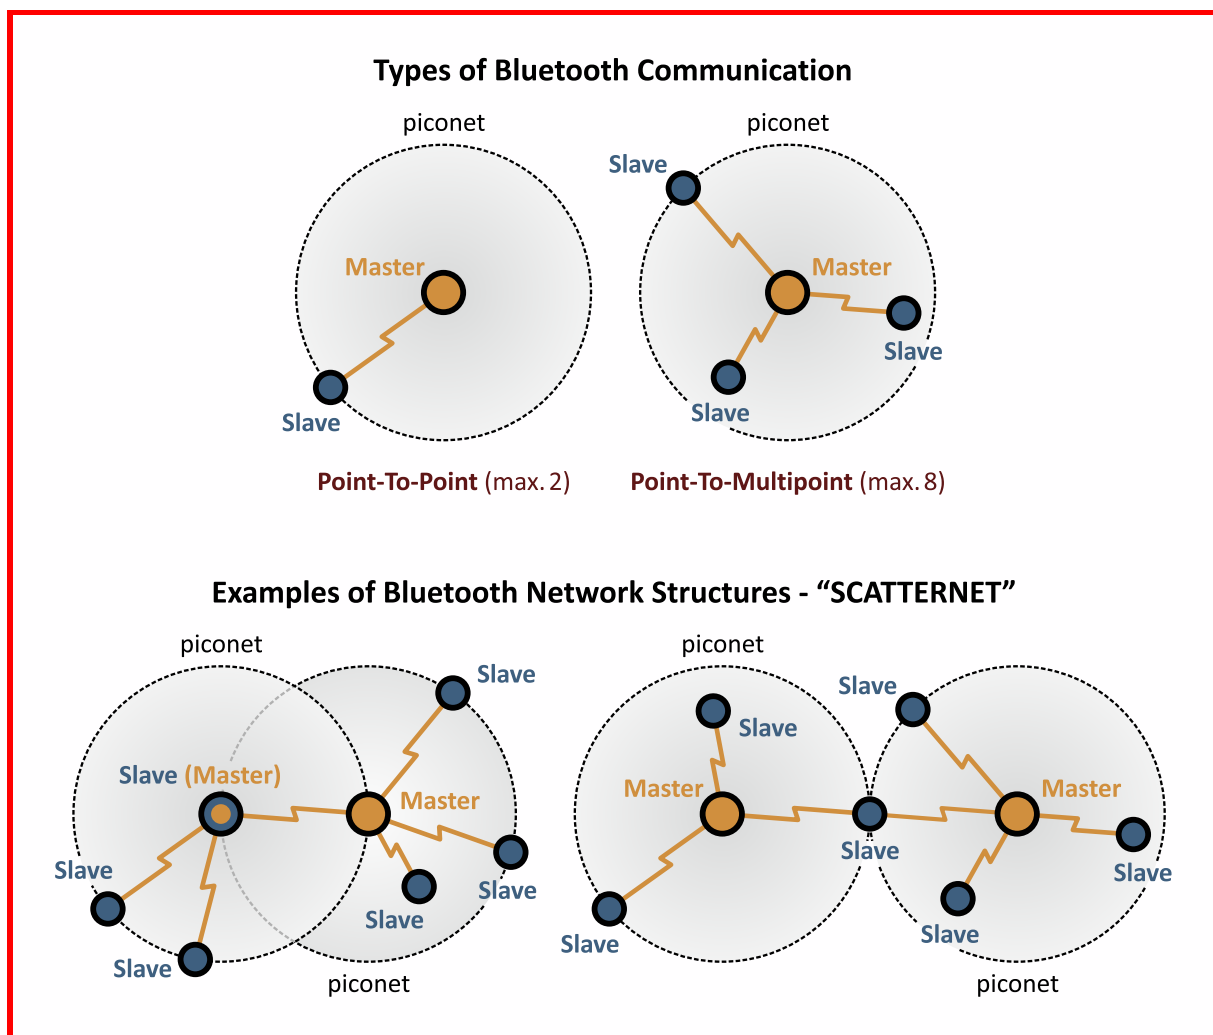 Types of Bluetooth Communication
piconet
piconet
Slave
Master
Master
Slave
Slave
Slave
Point-To-Point (max. 2)
Point-To-Multipoint (max. 8)
Examples of Bluetooth Network Structures - “SCATTERNET”
piconet
Slave
Slave (Master)
Master
Slave
Slave
Slave
Slave
piconet
piconet
Slave
Slave
Master
Master
Slave
Slave
Slave
Slave
piconet